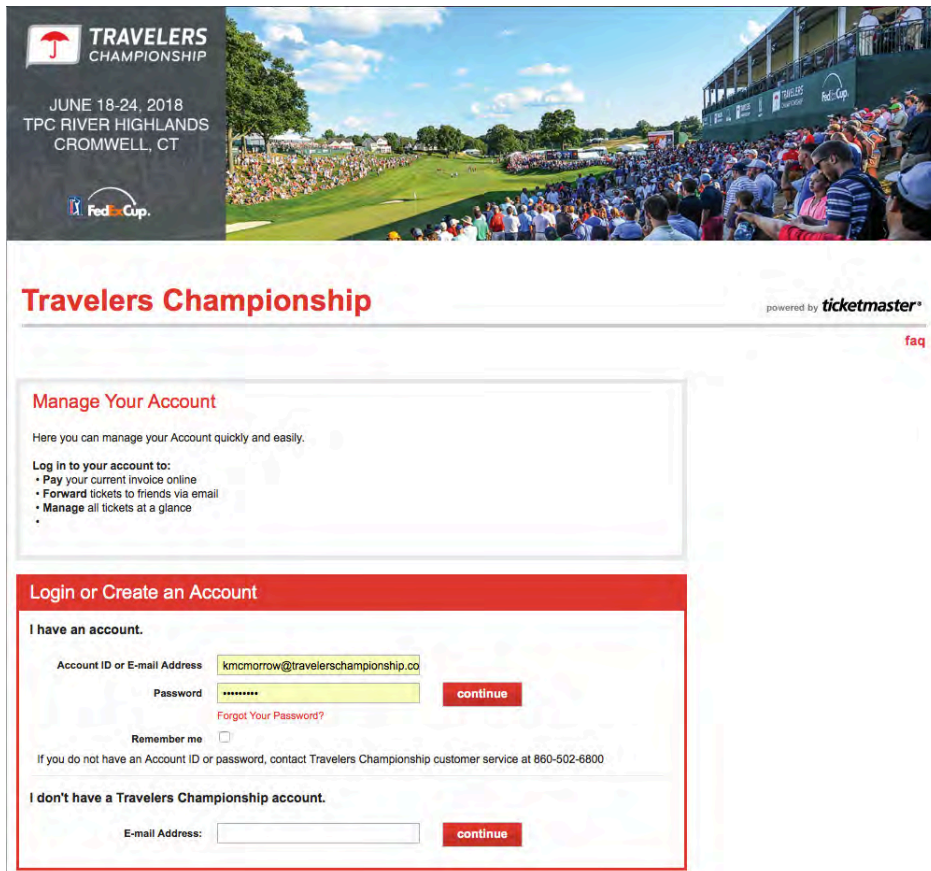 TRAVELERS
CHAMPIONSHIP
JUNE 18-24, 2018
TPC RIVER HIGHLANDS
CROMWELL, CT
FedExCup.
TRAVELERS
CHAMPIONSHIP
FedExCup.
Travelers Championship
powered by ticketmaster®
faq
Manage Your Account
Here you can manage your Account quickly and easily.
Log in to your account to:
• Pay your current invoice online
• Forward tickets to friends via email
• Manage all tickets at a glance
•
Login or Create an Account
I have an account.
Account ID or E-mail Address kmcmorrow@travelerschampionship.co
Password •••••••••
continue
Forgot Your Password?
Remember me
If you do not have an Account ID or password, contact Travelers Championship customer service at 860-502-6800
I don't have a Travelers Championship account.
E-mail Address:
continue